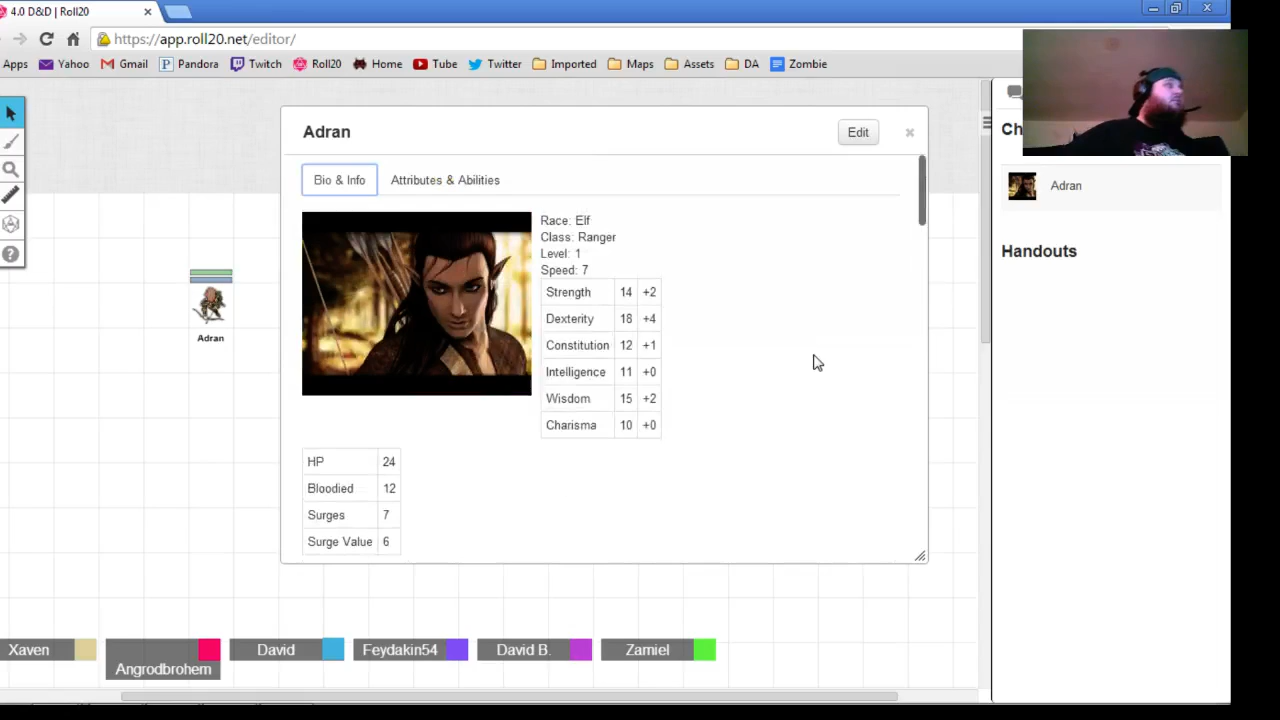 4.0 D&D | Roll20
https://app.roll20.net/editor/
Apps Yahoo Gmail Pandora Twitch Roll20 Home Tube Twitter Imported Maps Assets DA Zombie
Adran
Edit
Bio & Info
Attributes & Abilities
Race: Elf
Class: Ranger
Level: 1
Speed: 7
Strength 14 +2
Dexterity 18 +4
Constitution 12 +1
Intelligence 11 +0
Wisdom 15 +2
Charisma 10 +0
HP 24
Bloodied 12
Surges 7
Surge Value 6
Adran
Ch
Adran
Handouts
Xaven
Angrodbrohem
David
Feydakin54
David B.
Zamiel